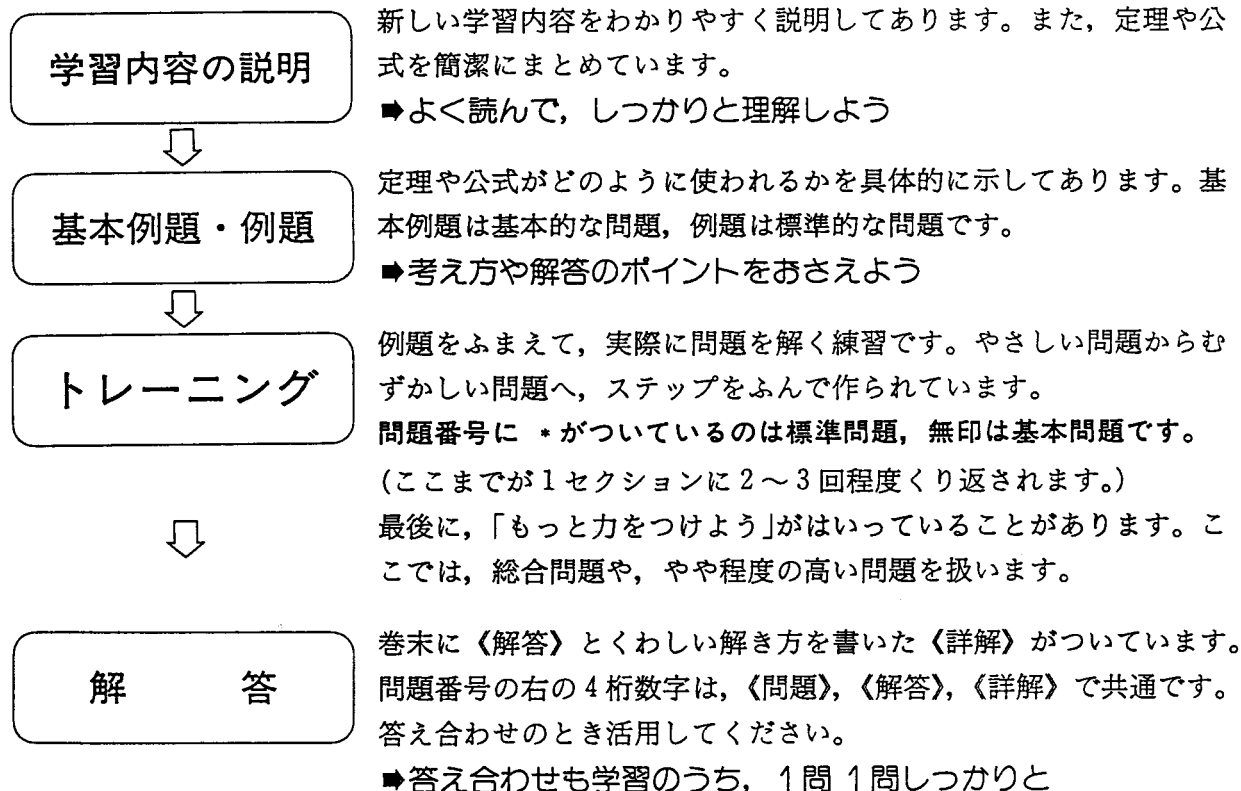 学習内容の説明
新しい学習内容をわかりやすく説明してあります。また，定理や公
式を簡潔にまとめています。
➡よく読んで，しっかりと理解しよう
基本例題・例題
定理や公式がどのように使われるかを具体的に示してあります。基
本例題は基本的な問題，例題は標準的な問題です。
➡考え方や解答のポイントをおさえよう
トレーニング
例題をふまえて，実際に問題を解く練習です。やさしい問題からむ
ずかしい問題へ，ステップをふんで作られています。
問題番号に ＊がついているのは標準問題，無印は基本問題です。
(ここまでが1セクションに2～3回程度くり返されます。)
最後に，「もっと力をつけよう」がはいっていることがあります。こ
こでは，総合問題や，やや程度の高い問題を扱います。
解　答
巻末に《解答》とくわしい解き方を書いた《詳解》がついています。
問題番号の右の4桁数字は，《問題》，《解答》，《詳解》で共通です。
答え合わせのとき活用してください。
➡答え合わせも学習のうち，1問1問しっかりと